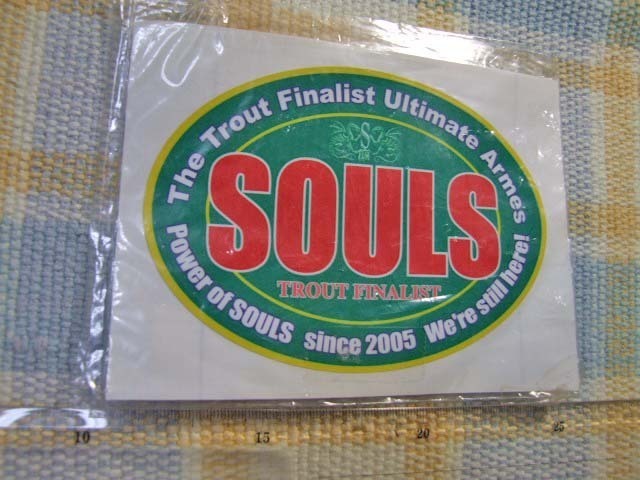 The Trout Finalist Ultimate Armes
SOULS
TROUT FINALIST
Power of SOULS since 2005 We're still here!
10 15 20 25